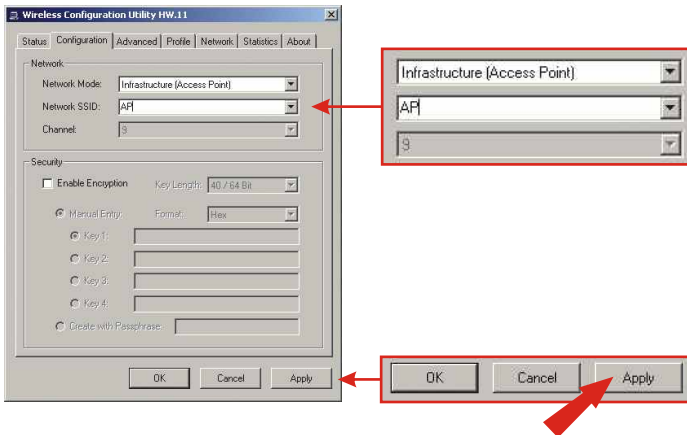 Wireless Configuration Utility HW.11
Status Configuration Advanced Profile Network Statistics About
Network
Network Mode: Infrastructure (Access Point)
Network SSID: AP
Channel: 9
Security
Enable Encryption Key Length: 40 / 64 Bit
Manual Entry: Format: Hex
Key 1:
Key 2:
Key 3:
Key 4:
Create with Passphrase:
OK Cancel Apply
Infrastructure (Access Point)
AP
9
OK Cancel Apply